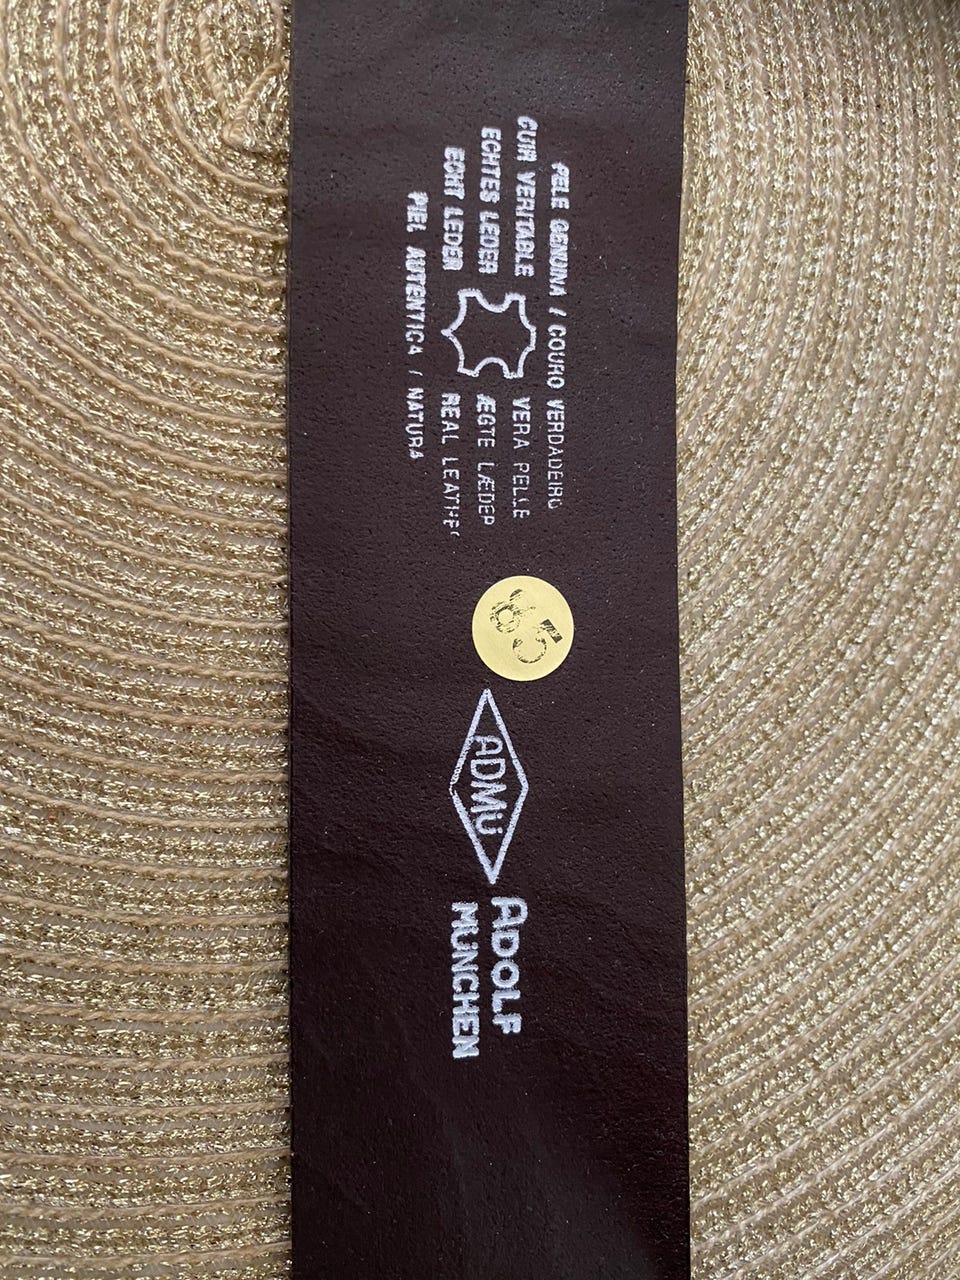 PELE GENUINA / COURO VERDADEIRO
CUIR VERITABLE VERA PELLE
ECHTES LEDER ÆGTE LÆDER
ECHT LEDER REAL LEATHER
PIEL AUTENTICA / NATURA
85
ADMU
ADOLF
MÜNCHEN